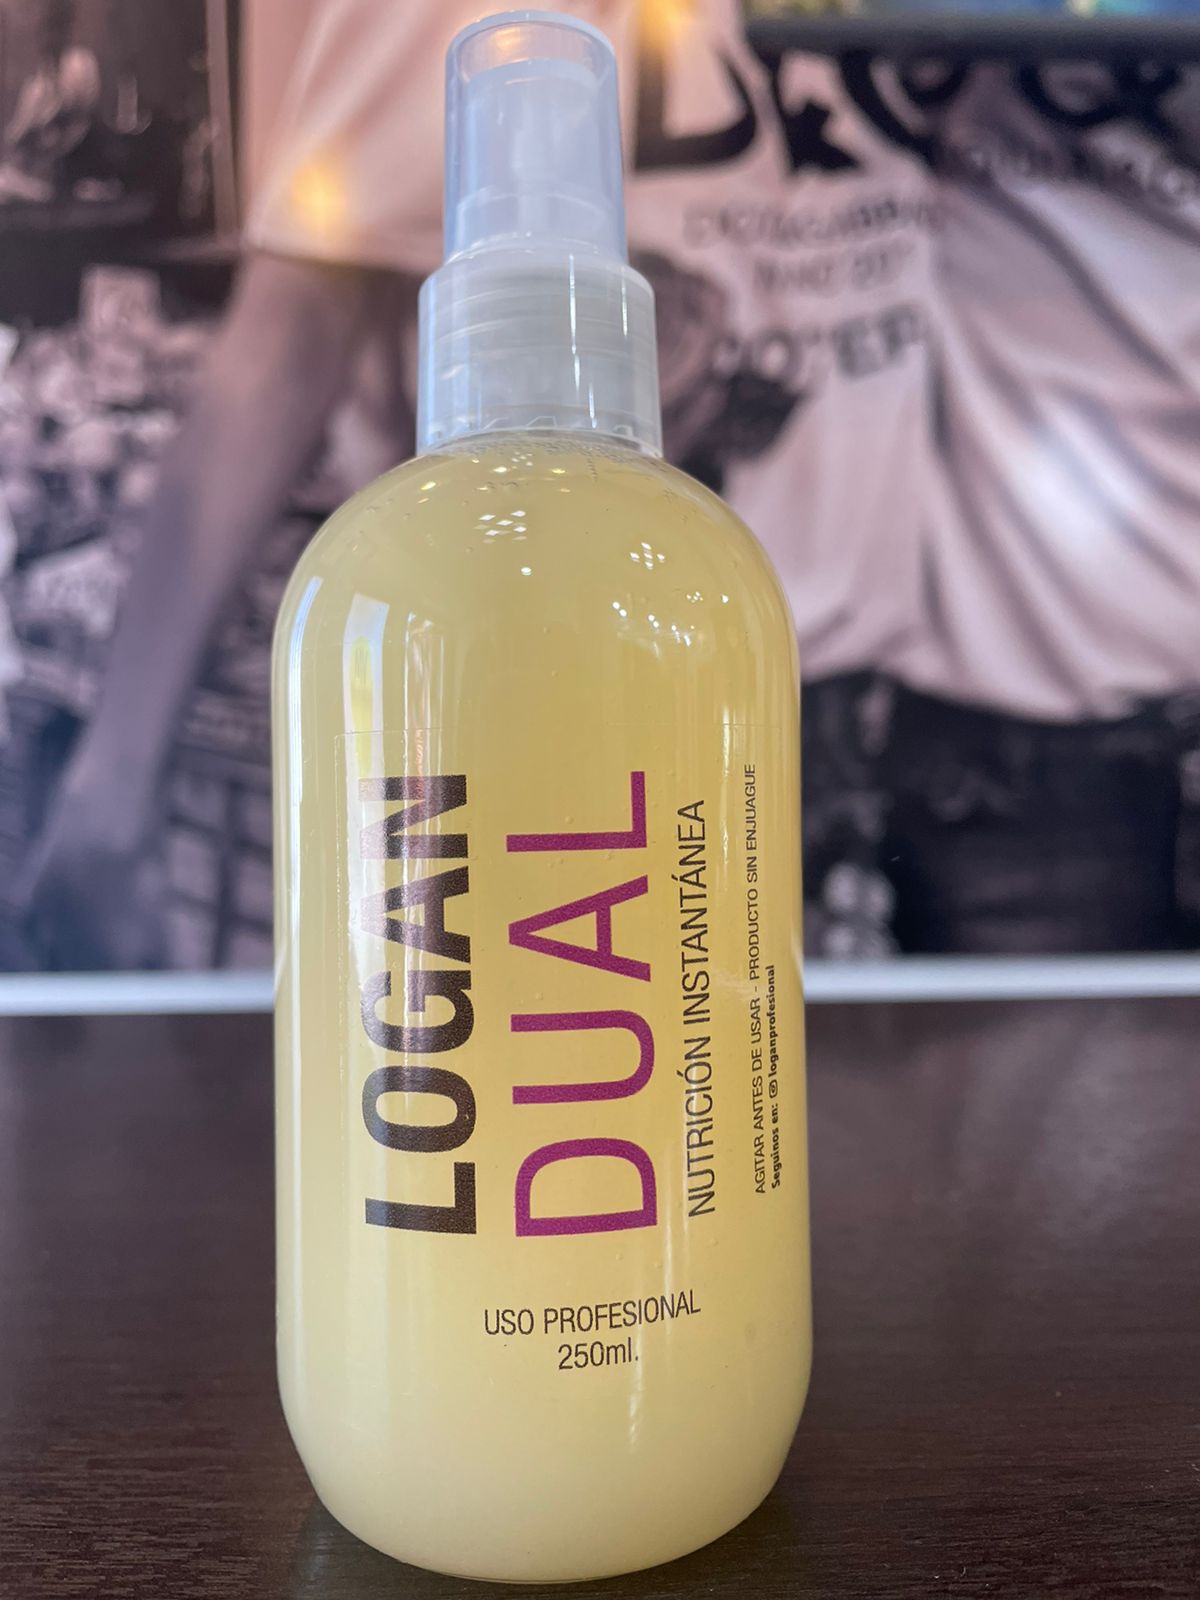 LOGAN
DUAL
NUTRICIÓN INSTANTÁNEA
AGITAR ANTES DE USAR - PRODUCTO SIN ENJUAGUE
Seguinos en: loganprofesional
USO PROFESIONAL
250ml.